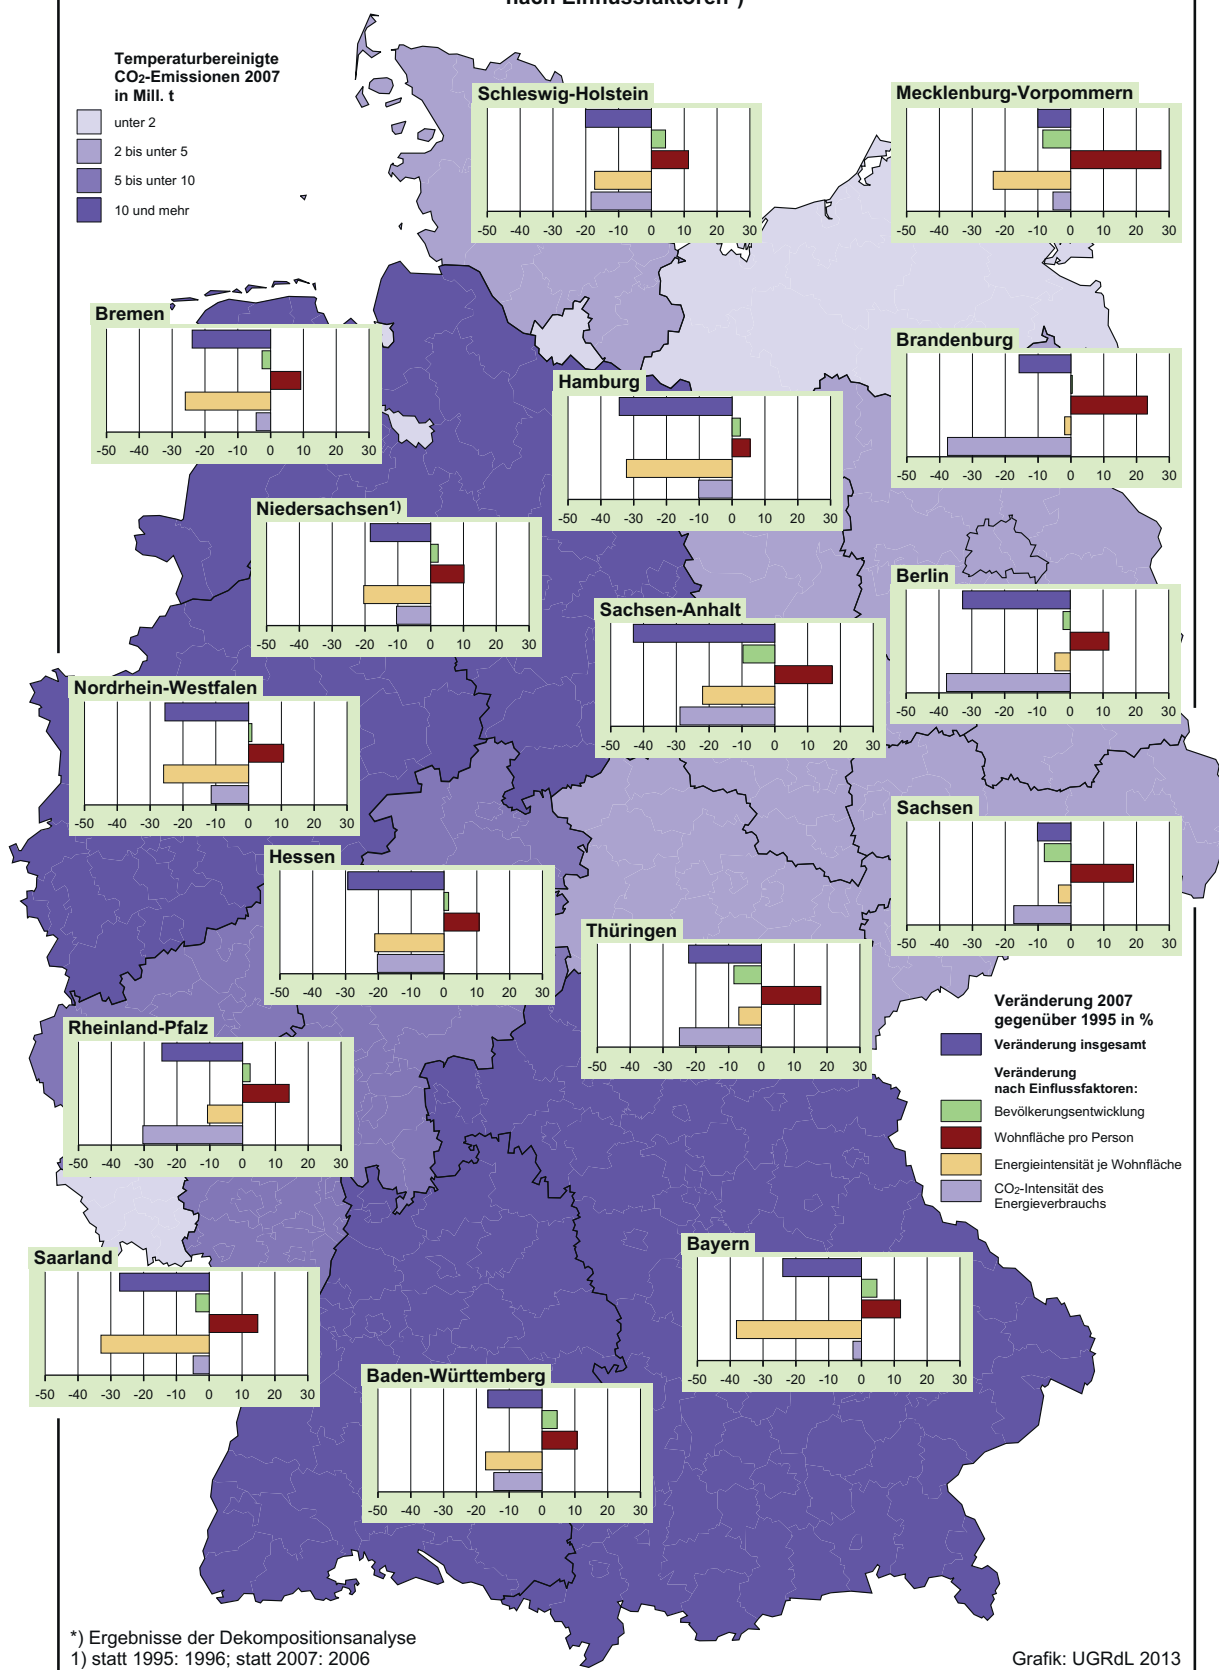 nach Einflussfaktoren*)
Temperaturbereinigte
CO2-Emissionen 2007
in Mill. t
unter 2
2 bis unter 5
5 bis unter 10
10 und mehr
Schleswig-Holstein
-50 -40 -30 -20 -10 0 10 20 30
Mecklenburg-Vorpommern
-50 -40 -30 -20 -10 0 10 20 30
Bremen
-50 -40 -30 -20 -10 0 10 20 30
Brandenburg
-50 -40 -30 -20 -10 0 10 20 30
Hamburg
-50 -40 -30 -20 -10 0 10 20 30
Niedersachsen1)
-50 -40 -30 -20 -10 0 10 20 30
Berlin
-50 -40 -30 -20 -10 0 10 20 30
Sachsen-Anhalt
-50 -40 -30 -20 -10 0 10 20 30
Nordrhein-Westfalen
-50 -40 -30 -20 -10 0 10 20 30
Sachsen
-50 -40 -30 -20 -10 0 10 20 30
Hessen
-50 -40 -30 -20 -10 0 10 20 30
Thüringen
-50 -40 -30 -20 -10 0 10 20 30
Rheinland-Pfalz
-50 -40 -30 -20 -10 0 10 20 30
Veränderung 2007
gegenüber 1995 in %
Veränderung insgesamt
Veränderung
nach Einflussfaktoren:
Bevölkerungsentwicklung
Wohnfläche pro Person
Energieintensität je Wohnfläche
CO2-Intensität des
Energieverbrauchs
Saarland
-50 -40 -30 -20 -10 0 10 20 30
Bayern
-50 -40 -30 -20 -10 0 10 20 30
Baden-Württemberg
-50 -40 -30 -20 -10 0 10 20 30
*) Ergebnisse der Dekompositionsanalyse
1) statt 1995: 1996; statt 2007: 2006
Grafik: UGRdL 2013